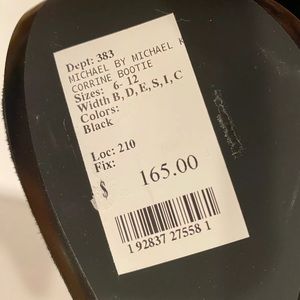 Dept: 383
MICHAEL BY MICHAEL K
CORRINE BOOTIE
Sizes: 6- 12
Width B, D, E, S, I, C
Colors:
Black
Loc: 210
Fix:
$ 165.00
1 92837 27558 1